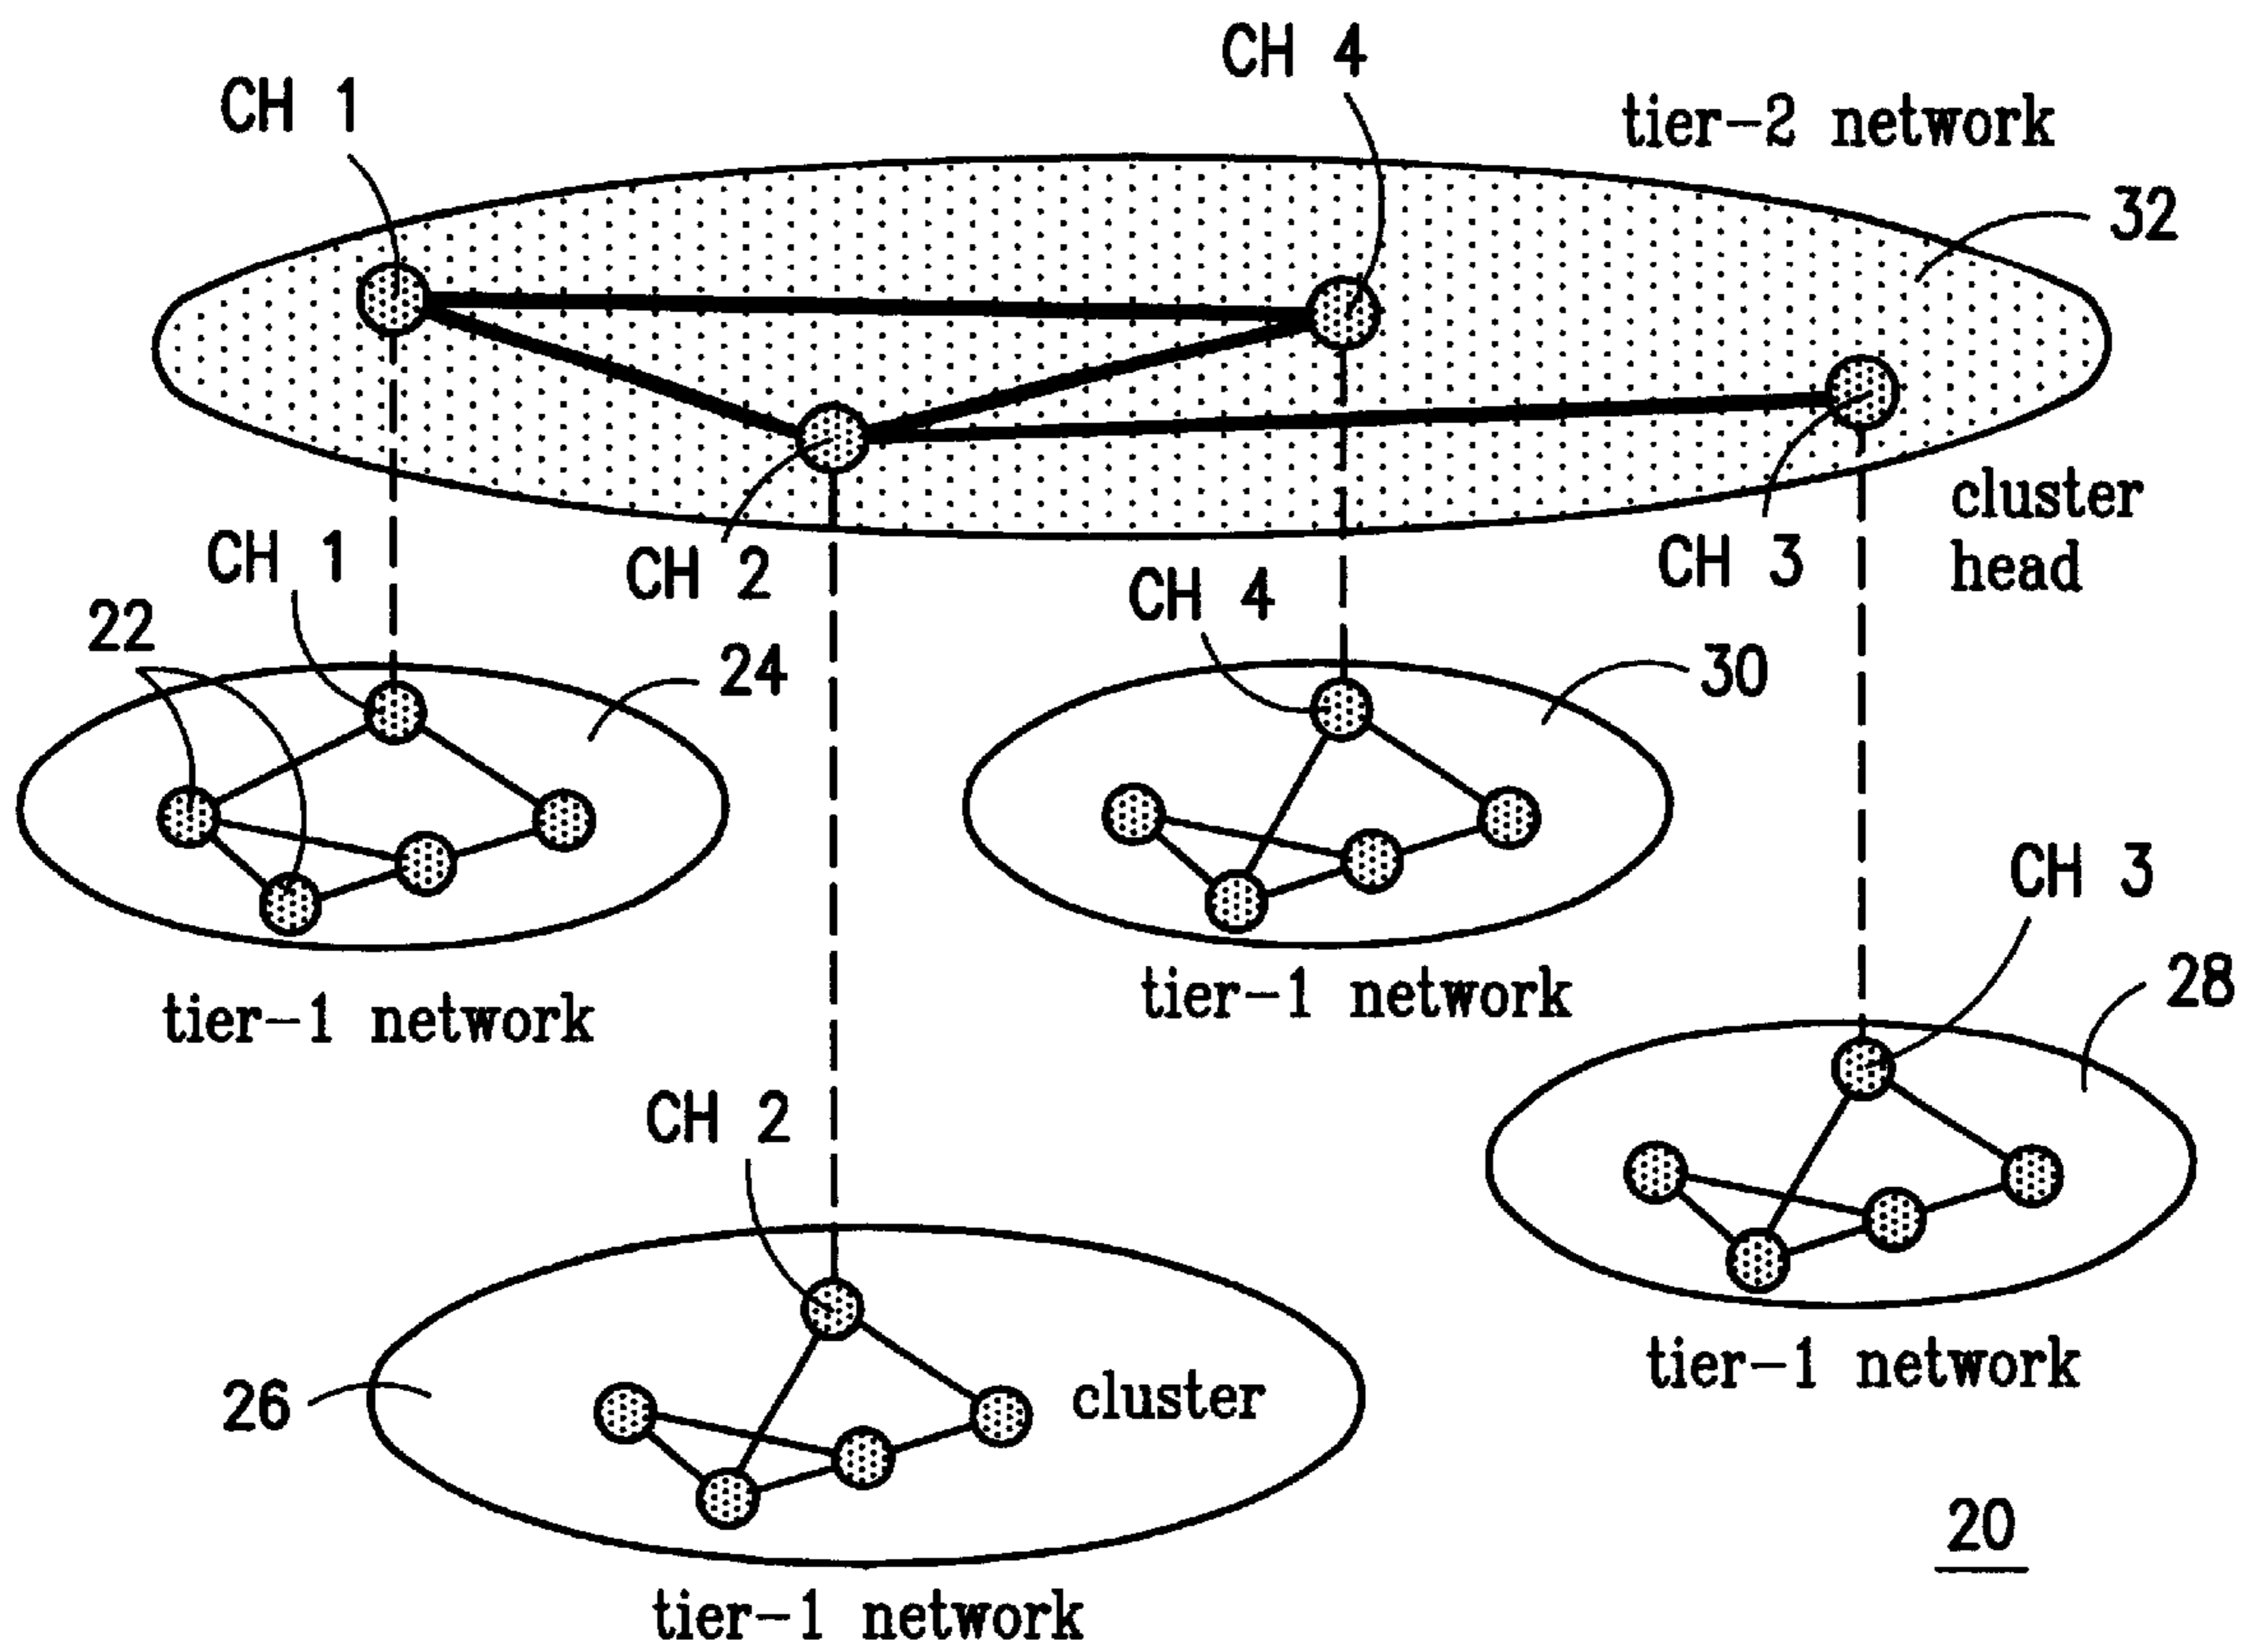 CH 4
CH 1
tier-2 network
32
cluster
head
CH 1
CH 2
CH 4
CH 3
22
24
30
CH 3
28
tier-1 network
tier-1 network
CH 2
26
cluster
tier-1 network
20
tier-1 network